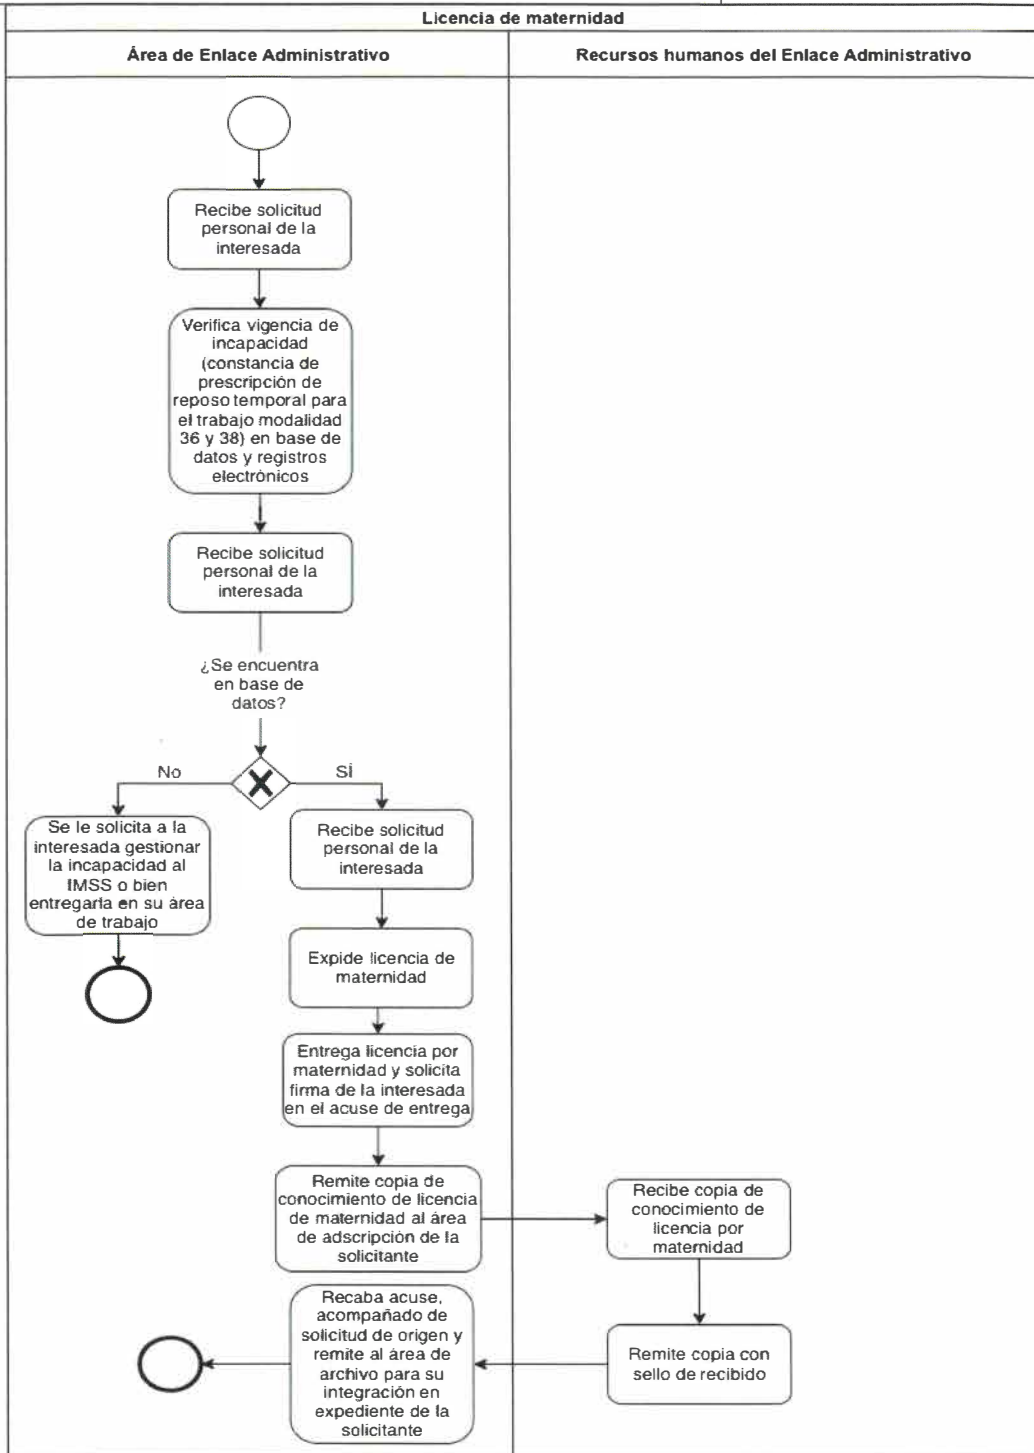 Licencia de maternidad
Área de Enlace Administrativo
Recursos humanos del Enlace Administrativo
Recibe solicitud
personal de la
interesada
Verifica vigencia de
incapacidad
(constancia de
prescripción de
reposo temporal para
el trabajo modalidad
36 y 38) en base de
datos y registros
electrónicos
Recibe solicitud
personal de la
interesada
¿Se encuentra
en base de
datos?
No
SÍ
Se le solicita a la
interesada gestionar
la incapacidad al
IMSS o bien
entregarla en su área
de trabajo
Recibe solicitud
personal de la
interesada
Expide licencia de
maternidad
Entrega licencia por
maternidad y solicita
firma de la interesada
en el acuse de entrega
Remite copia de
conocimiento de licencia
de maternidad al área
de adscripción de la
solicitante
Recibe copia de
conocimiento de
licencia por
maternidad
Remite copia con
sello de recibido
Recaba acuse,
acompañado de
solicitud de origen y
remite al área de
archivo para su
integración en
expediente de la
solicitante